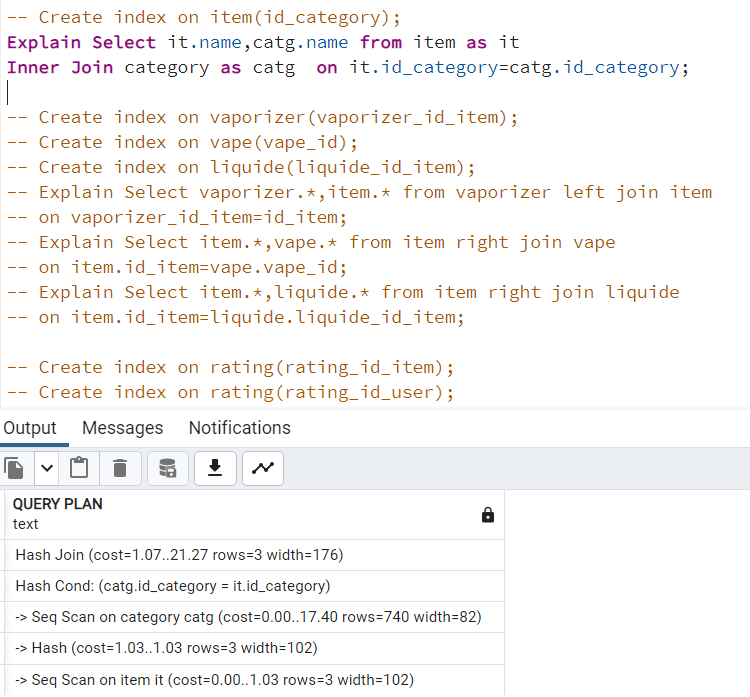 -- Create index on item(id_category);
Explain Select it.name,catg.name from item as it
Inner Join category as catg  on it.id_category=catg.id_category;
-- Create index on vaporizer(vaporizer_id_item);
-- Create index on vape(vape_id);
-- Create index on liquide(liquide_id_item);
-- Explain Select vaporizer.*,item.* from vaporizer left join item
-- on vaporizer_id_item=id_item;
-- Explain Select item.*,vape.* from item right join vape
-- on item.id_item=vape.vape_id;
-- Explain Select item.*,liquide.* from item right join liquide
-- on item.id_item=liquide.liquide_id_item;
-- Create index on rating(rating_id_item);
-- Create index on rating(rating_id_user);
Output Messages Notifications
QUERY PLAN
text
Hash Join (cost=1.07..21.27 rows=3 width=176)
Hash Cond: (catg.id_category = it.id_category)
-> Seq Scan on category catg (cost=0.00..17.40 rows=740 width=82)
-> Hash (cost=1.03..1.03 rows=3 width=102)
-> Seq Scan on item it (cost=0.00..1.03 rows=3 width=102)